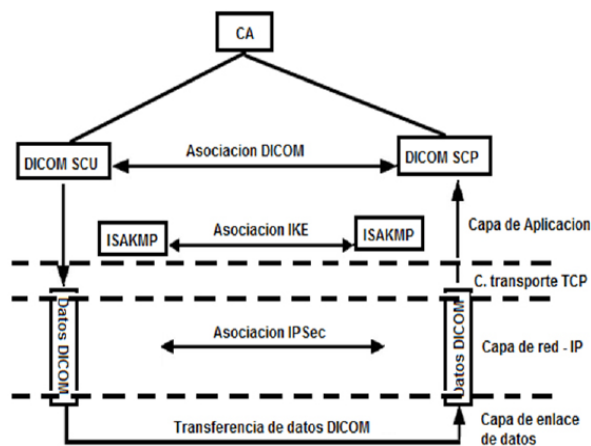 CA
DICOM SCU
Asociacion DICOM
DICOM SCP
ISAKMP
Asociacion IKE
ISAKMP
Capa de Aplicacion
C. transporte TCP
Datos DICOM
Asociacion IPSec
Datos DICOM
Capa de red - IP
Transferencia de datos DICOM
Capa de enlace
de datos